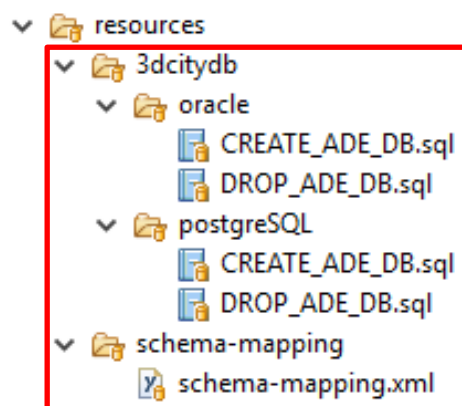 resources
3dcitydb
oracle
CREATE_ADE_DB.sql
DROP_ADE_DB.sql
postgreSQL
CREATE_ADE_DB.sql
DROP_ADE_DB.sql
schema-mapping
schema-mapping.xml